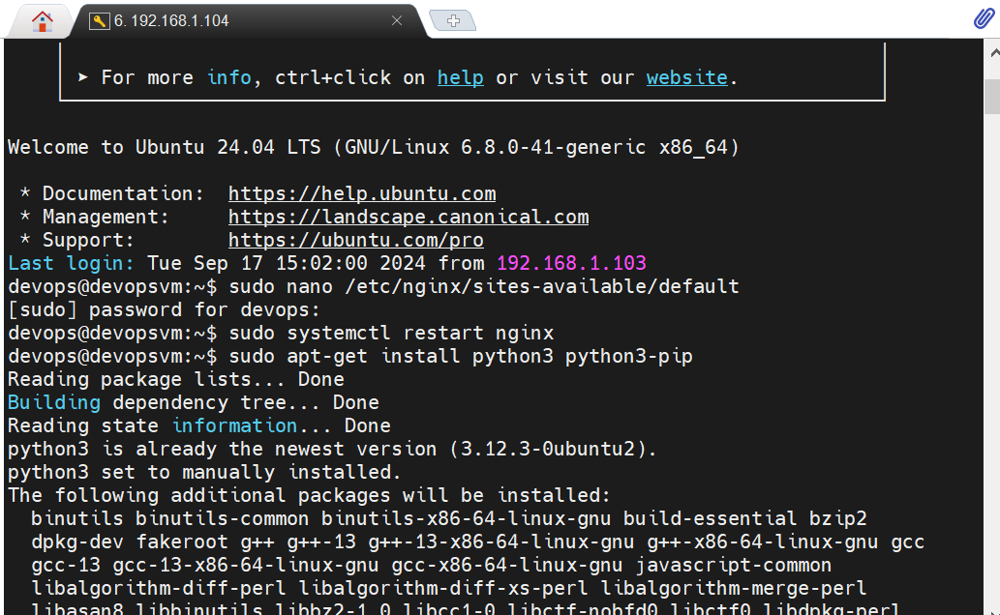 6. 192.168.1.104
➤ For more info, ctrl+click on help or visit our website.
Welcome to Ubuntu 24.04 LTS (GNU/Linux 6.8.0-41-generic x86_64)
* Documentation:  https://help.ubuntu.com
* Management:     https://landscape.canonical.com
* Support:        https://ubuntu.com/pro
Last login: Tue Sep 17 15:02:00 2024 from 192.168.1.103
devops@devopsvm:~$ sudo nano /etc/nginx/sites-available/default
[sudo] password for devops:
devops@devopsvm:~$ sudo systemctl restart nginx
devops@devopsvm:~$ sudo apt-get install python3 python3-pip
Reading package lists... Done
Building dependency tree... Done
Reading state information... Done
python3 is already the newest version (3.12.3-0ubuntu2).
python3 set to manually installed.
The following additional packages will be installed:
binutils binutils-common binutils-x86-64-linux-gnu build-essential bzip2
dpkg-dev fakeroot g++ g++-13 g++-13-x86-64-linux-gnu g++-x86-64-linux-gnu gcc
gcc-13 gcc-13-x86-64-linux-gnu gcc-x86-64-linux-gnu javascript-common
libalgorithm-diff-perl libalgorithm-diff-xs-perl libalgorithm-merge-perl
libasan8 libbinutils libbz2-1.0 libcc1-0 libctf-nobfd0 libctf0 libdpkg-perl